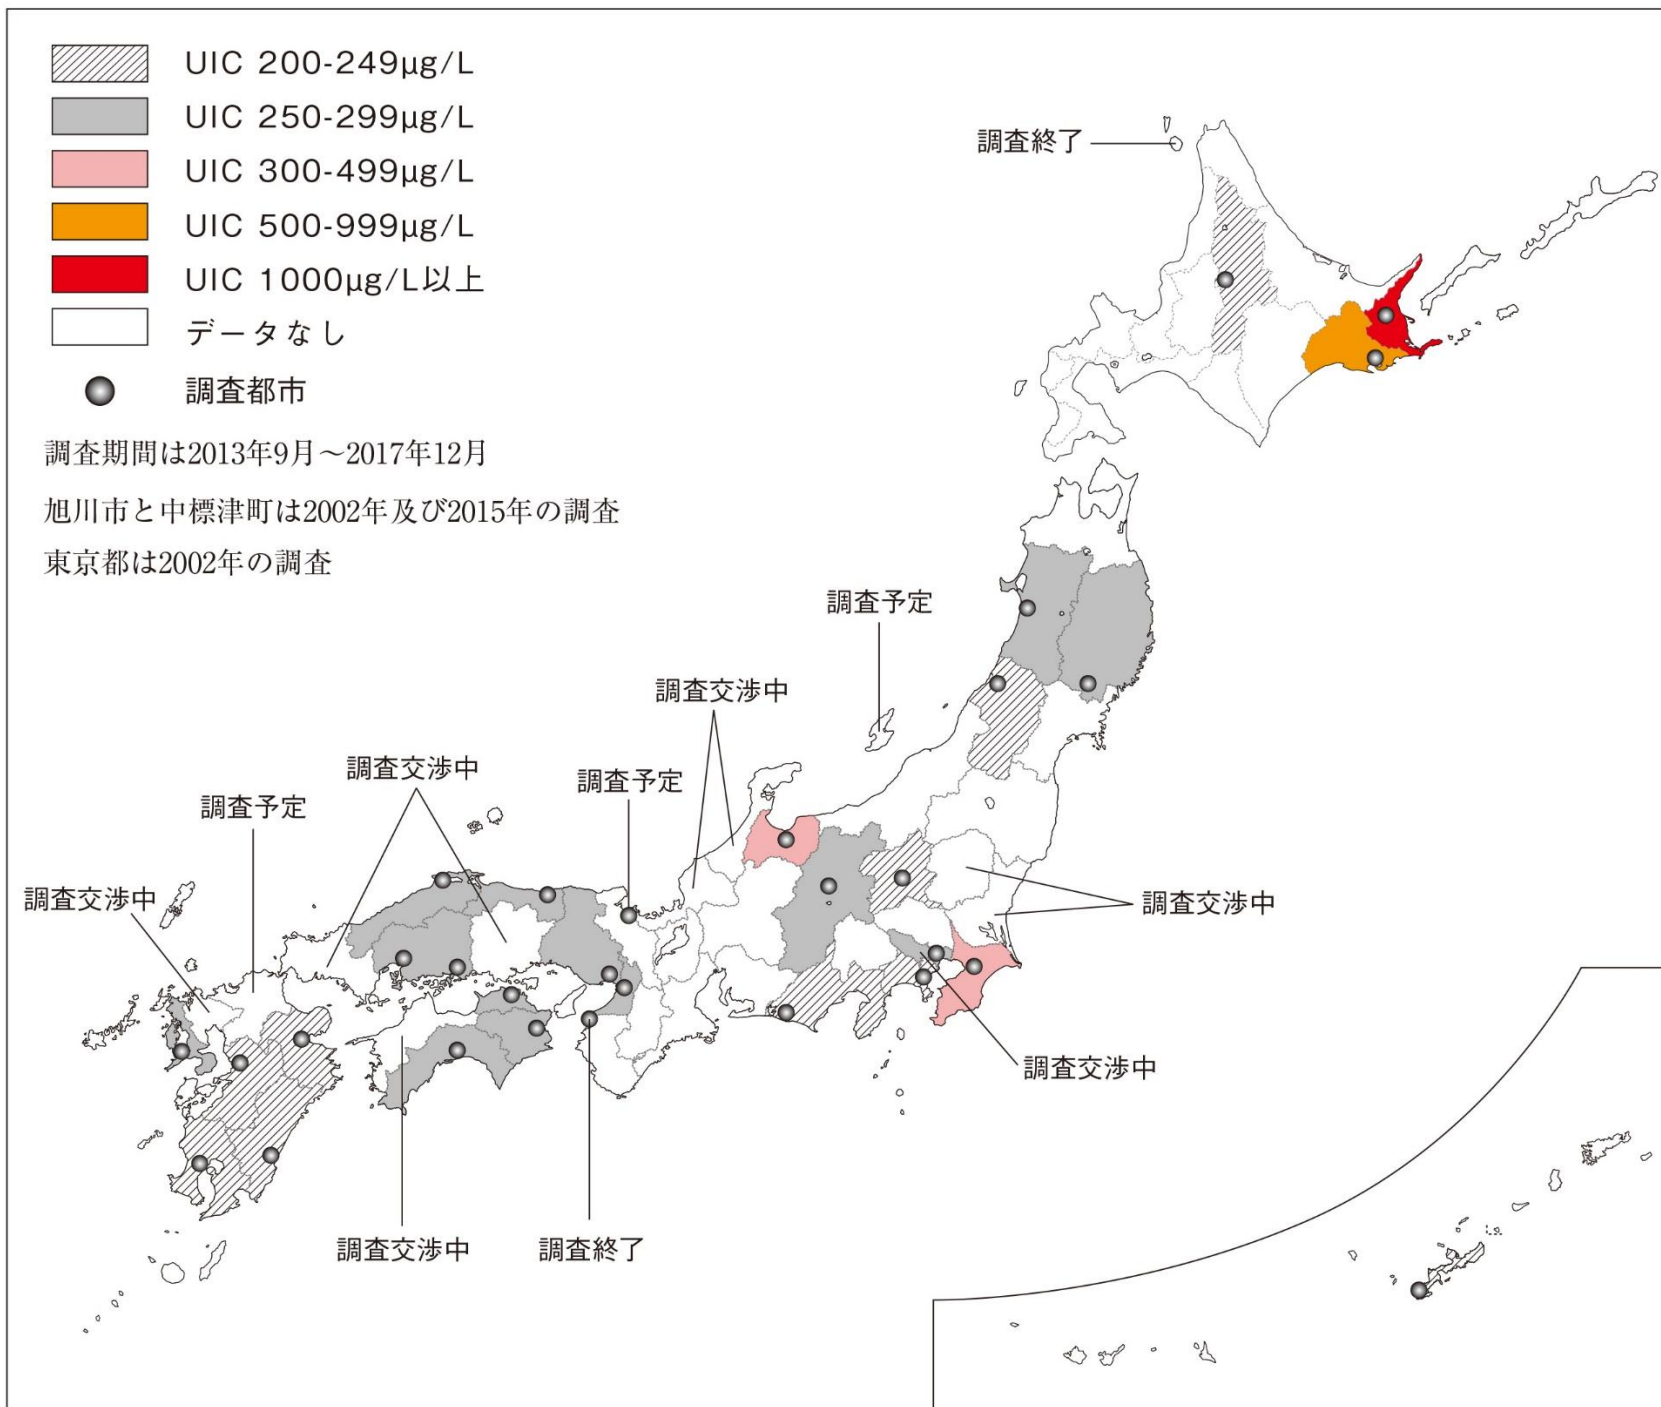 UIC 200-249µg/L
UIC 250-299µg/L
UIC 300-499µg/L
UIC 500-999µg/L
UIC 1000µg/L以上
データなし
調査都市
調査期間は2013年9月～2017年12月
旭川市と中標津町は2002年及び2015年の調査
東京都は2002年の調査
調査終了
調査予定
調査交渉中
調査交渉中
調査予定
調査予定
調査交渉中
調査交渉中
調査交渉中
調査交渉中
調査終了